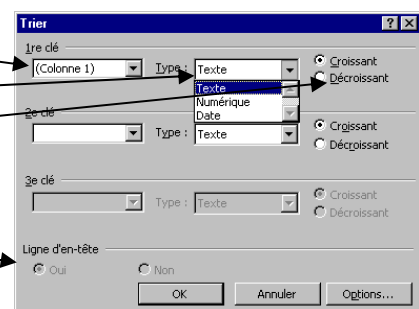 Trier
1re clé
(Colonne 1) Type : Texte Croissant
Décroissant
Texte
Numérique
Date
2e clé
Type : Texte Croissant
Décroissant
3e clé
Type : Texte Croissant
Décroissant
Ligne d'en-tête
Oui Non
OK Annuler Options...